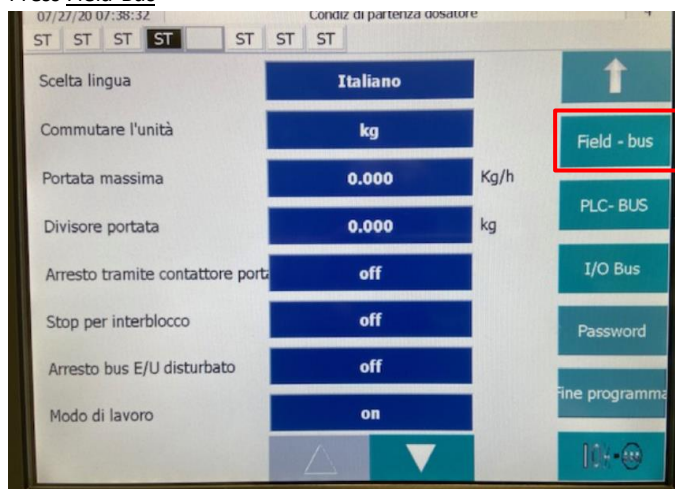 Press Field-Bus
07/27/20 07:38:32 Condiz di partenza dosatore 4
ST ST ST ST ST ST ST
Scelta lingua Italiano
Commutare l'unità kg Field - bus
Portata massima 0.000 Kg/h
Divisore portata 0.000 kg PLC- BUS
Arresto tramite contattore porta off I/O Bus
Stop per interblocco off Password
Arresto bus E/U disturbato off
Fine programma
Modo di lavoro on